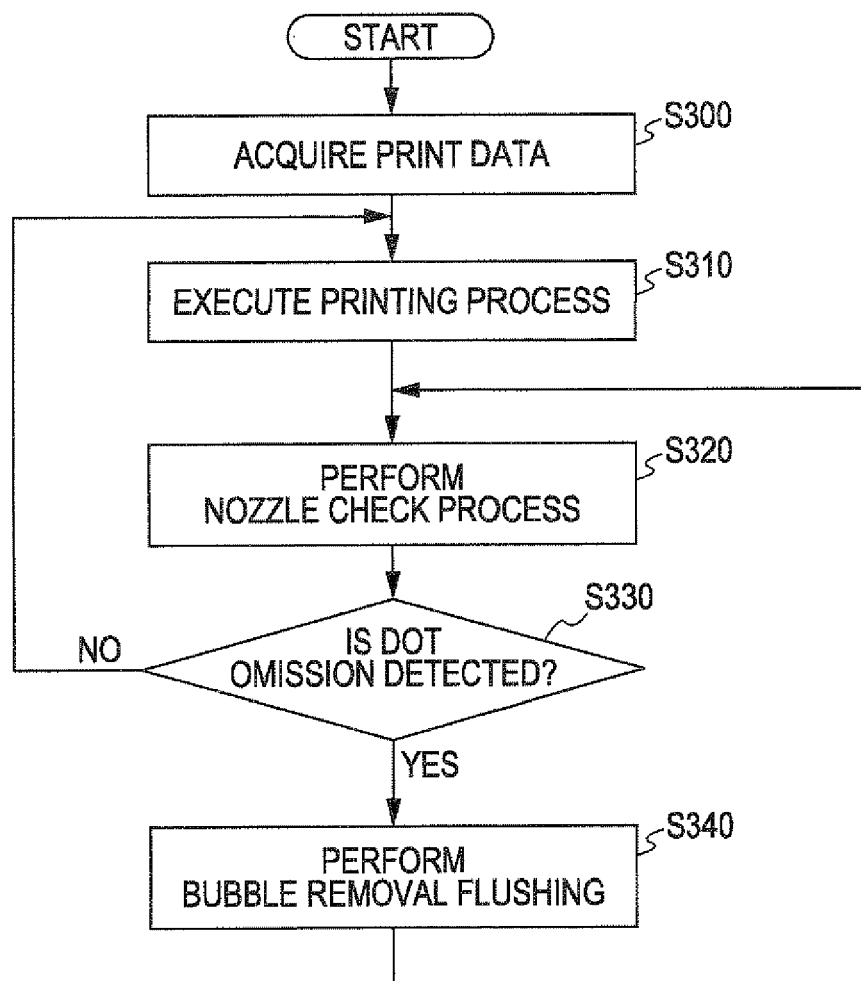 START
ACQUIRE PRINT DATA
S300
EXECUTE PRINTING PROCESS
S310
PERFORM
NOZZLE CHECK PROCESS
S320
IS DOT
OMISSION DETECTED?
S330
NO
YES
PERFORM
BUBBLE REMOVAL FLUSHING
S340